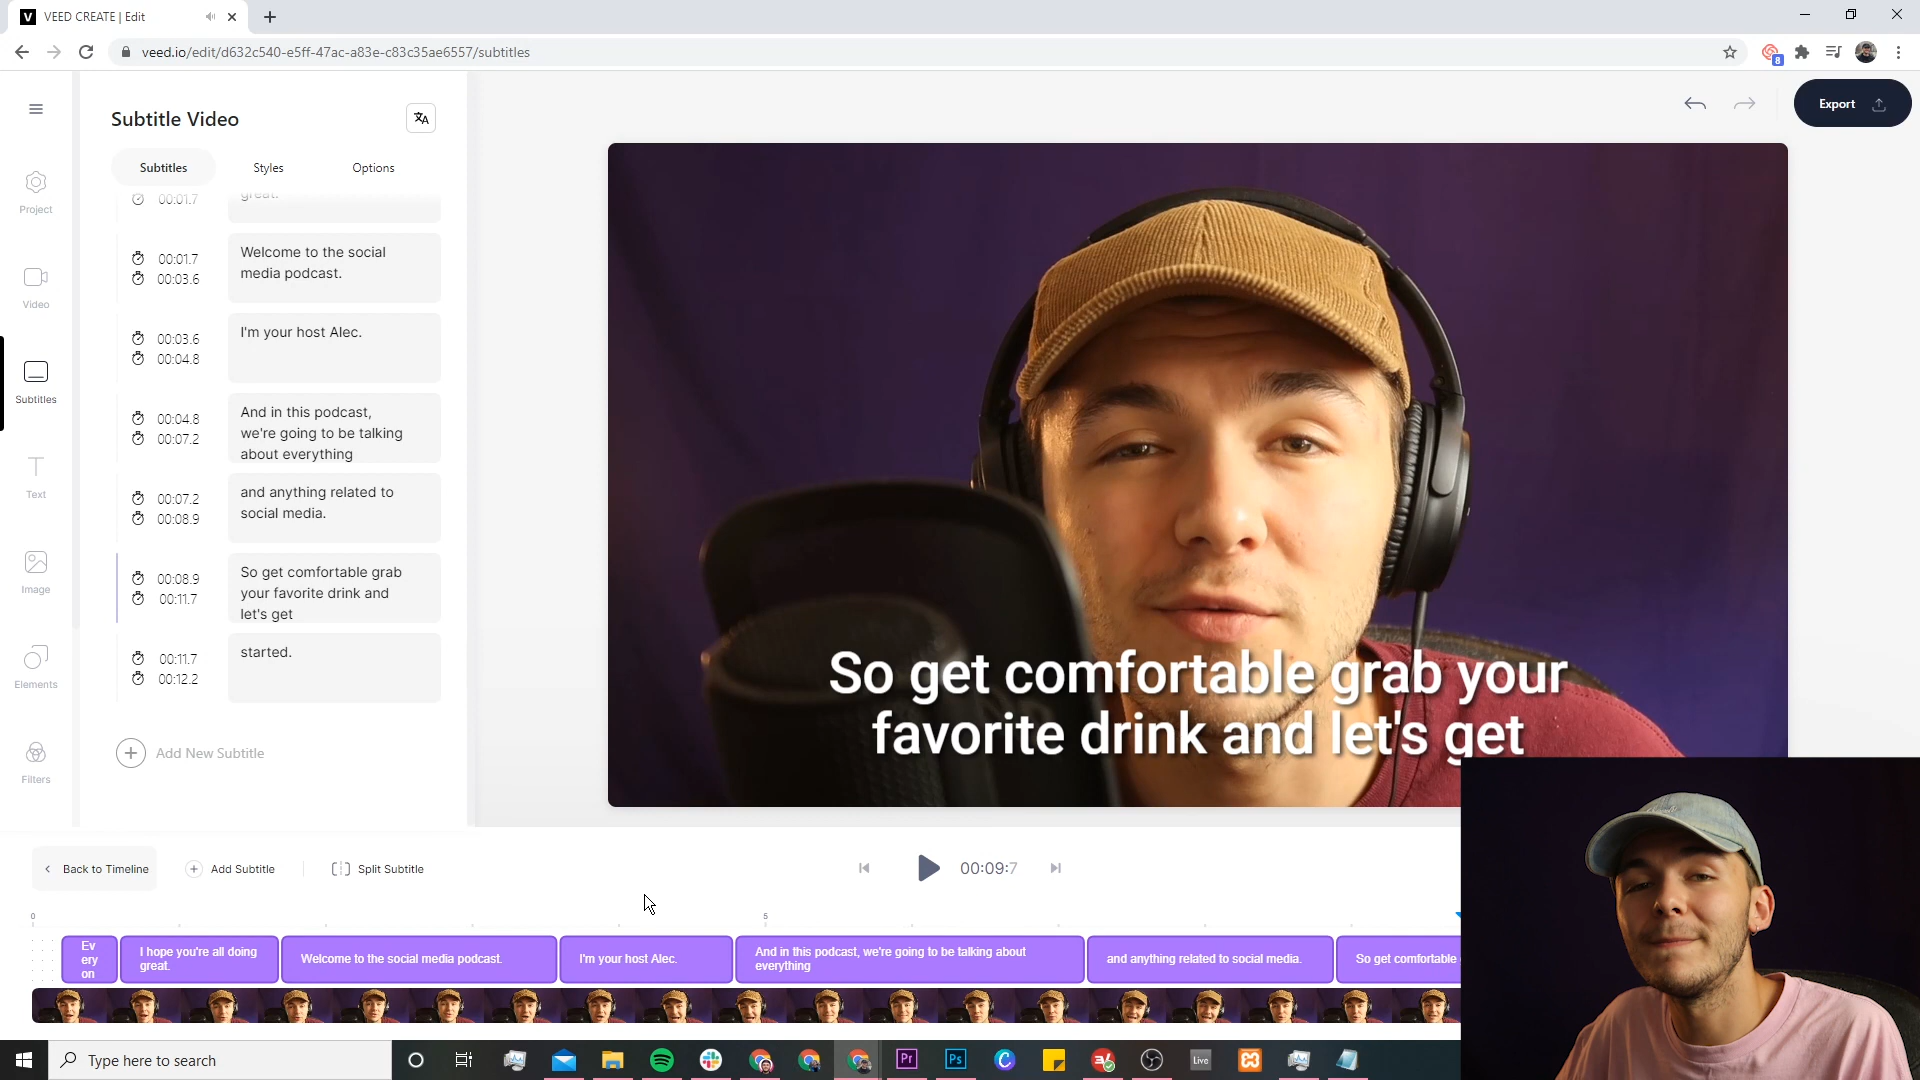 VEED CREATE | Edit
veed.io/edit/d632c540-e5ff-47ac-a83e-c83c35ae6557/subtitles
8
Subtitle Video
Export
Subtitles
Styles
Options
Project
Video
Subtitles
Text
Image
Elements
Filters
00:01.7
great.
00:01.7
00:03.6
Welcome to the social
media podcast.
00:03.6
00:04.8
I'm your host Alec.
00:04.8
00:07.2
And in this podcast,
we're going to be talking
about everything
00:07.2
00:08.9
and anything related to
social media.
00:08.9
00:11.7
So get comfortable grab
your favorite drink and
let's get
00:11.7
00:12.2
started.
Add New Subtitle
So get comfortable grab your
favorite drink and let's get
Back to Timeline
Add Subtitle
Split Subtitle
00:09:7
0
5
Ev
ery
on
I hope you're all doing
great.
Welcome to the social media podcast.
I'm your host Alec.
And in this podcast, we're going to be talking about
everything
and anything related to social media.
So get comfortable
Type here to search
Pr
Ps
Live